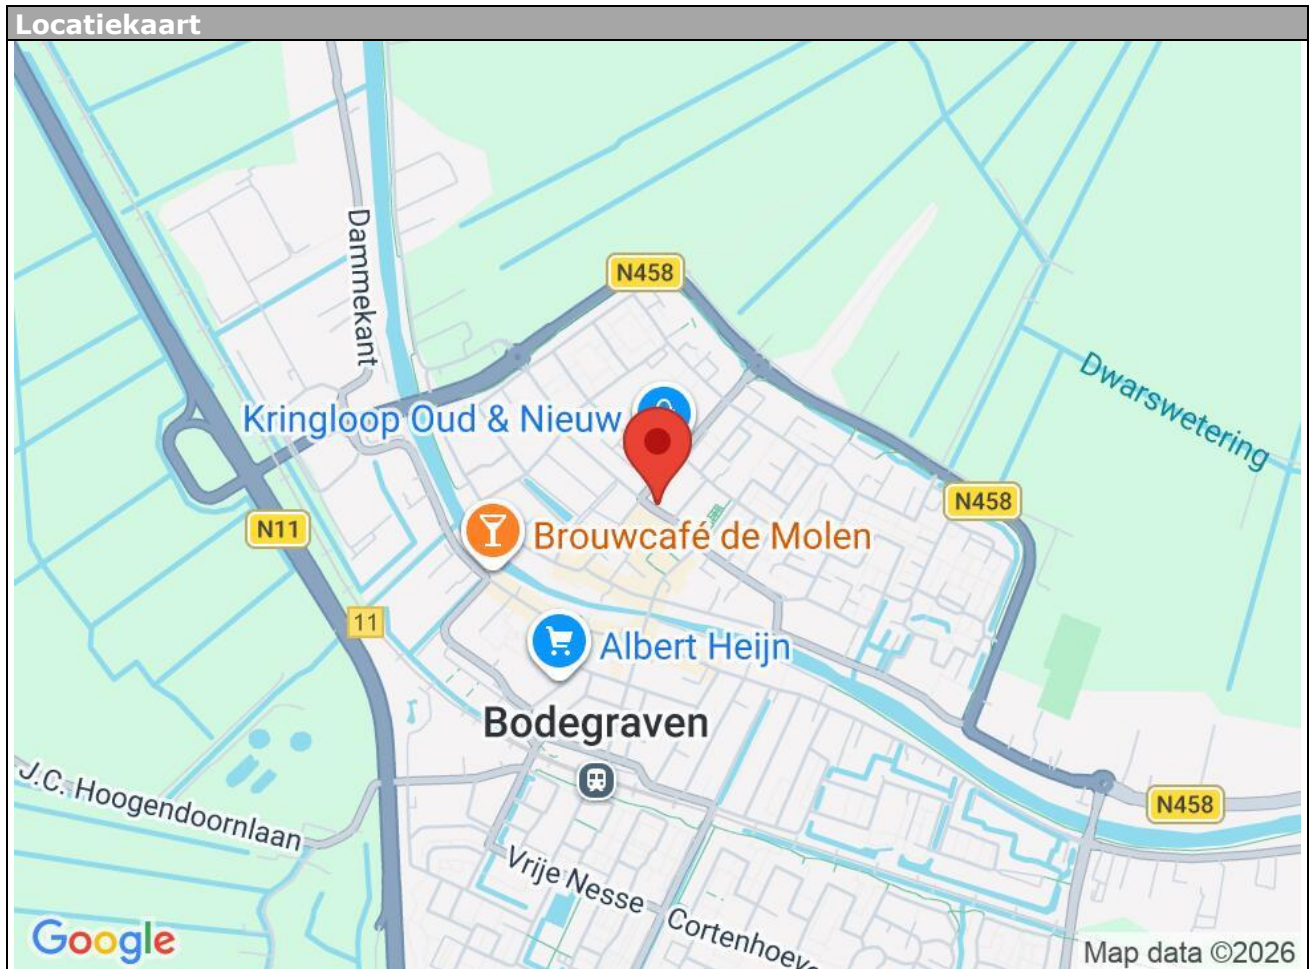 Locatiekaart
Dammekant
N458
Dwarswetering
Kringloop Oud & Nieuw
N458
N11
Brouwcafé de Molen
11
Albert Heijn
Bodegraven
J.C. Hoogendoornlaan
N458
Vrije Nesse
Cortenhoeve
Google
Map data ©2026